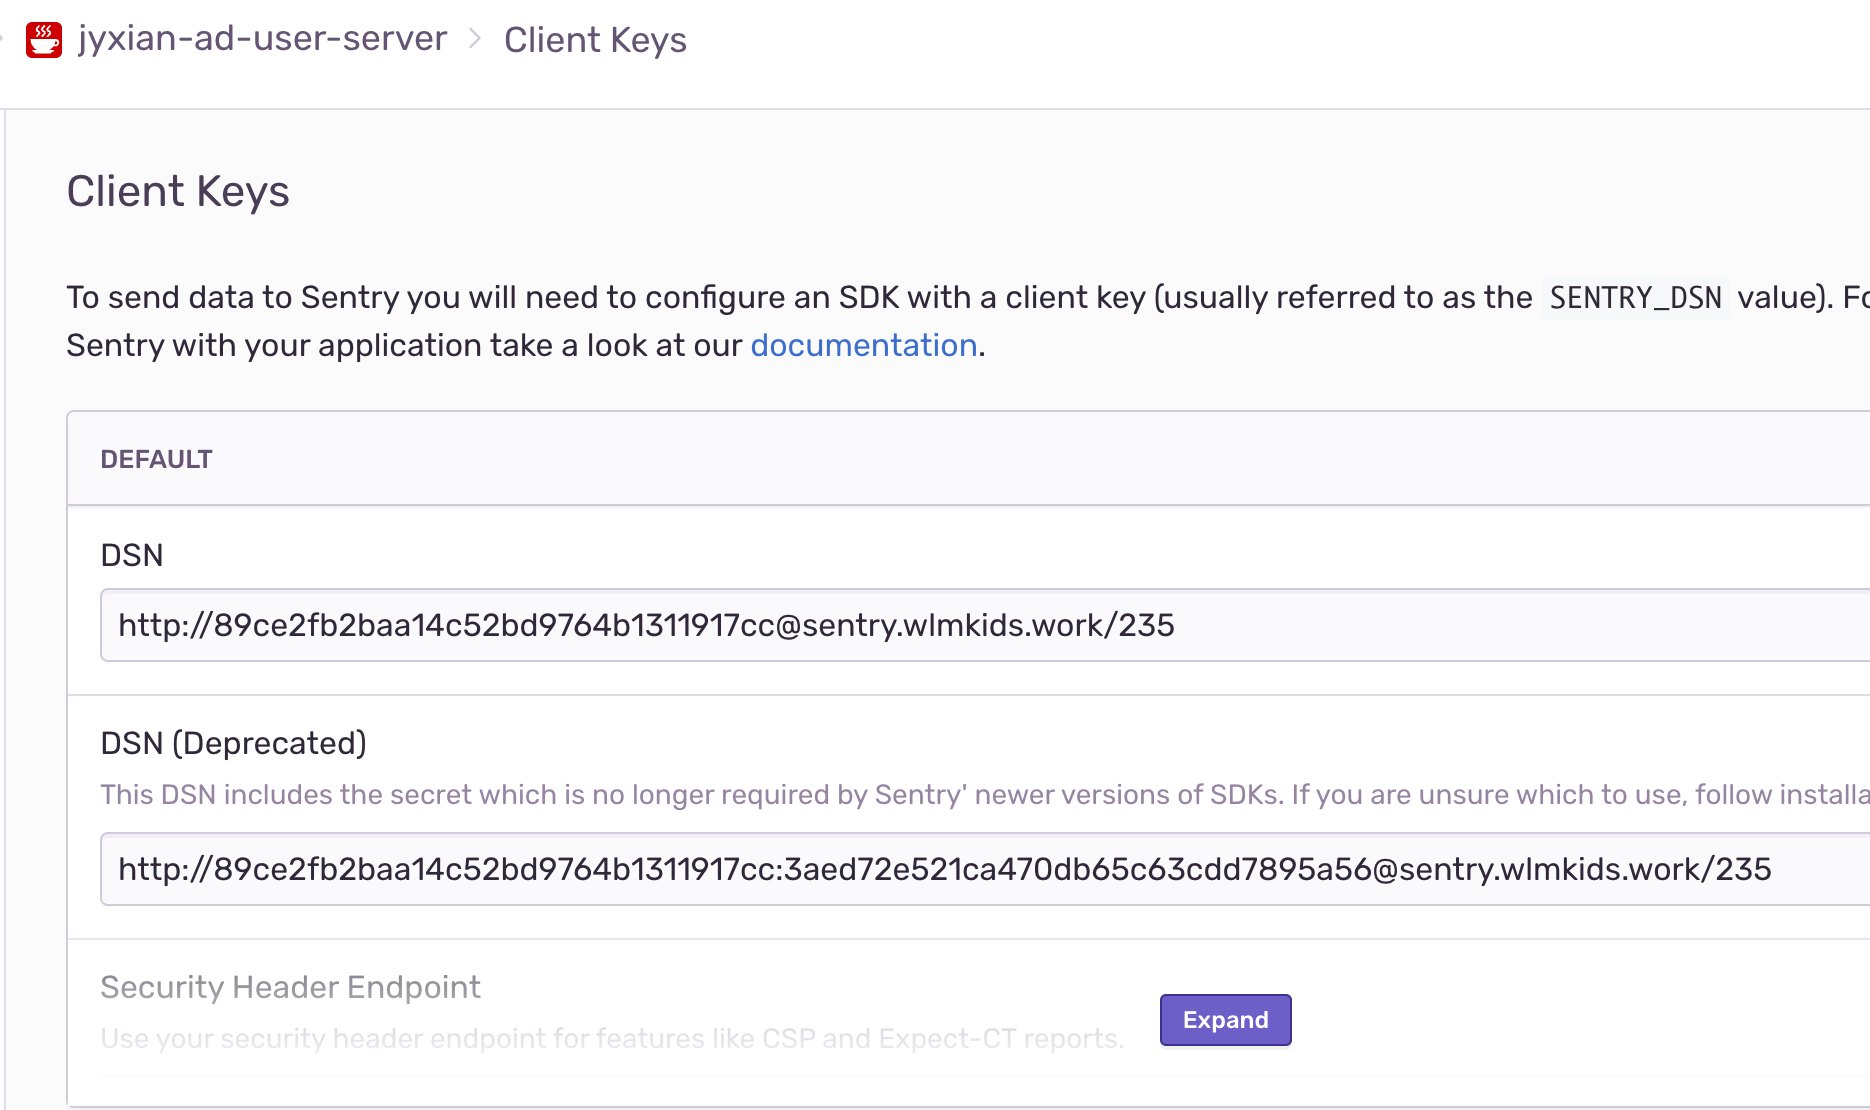 jyxian-ad-user-server > Client Keys
Client Keys
To send data to Sentry you will need to configure an SDK with a client key (usually referred to as the SENTRY_DSN value). Fo
Sentry with your application take a look at our documentation.
DEFAULT
DSN
http://89ce2fb2baa14c52bd9764b1311917cc@sentry.wlmkids.work/235
DSN (Deprecated)
This DSN includes the secret which is no longer required by Sentry' newer versions of SDKs. If you are unsure which to use, follow installa
http://89ce2fb2baa14c52bd9764b1311917cc:3aed72e521ca470db65c63cdd7895a56@sentry.wlmkids.work/235
Security Header Endpoint
Use your security header endpoint for features like CSP and Expect-CT reports.
Expand